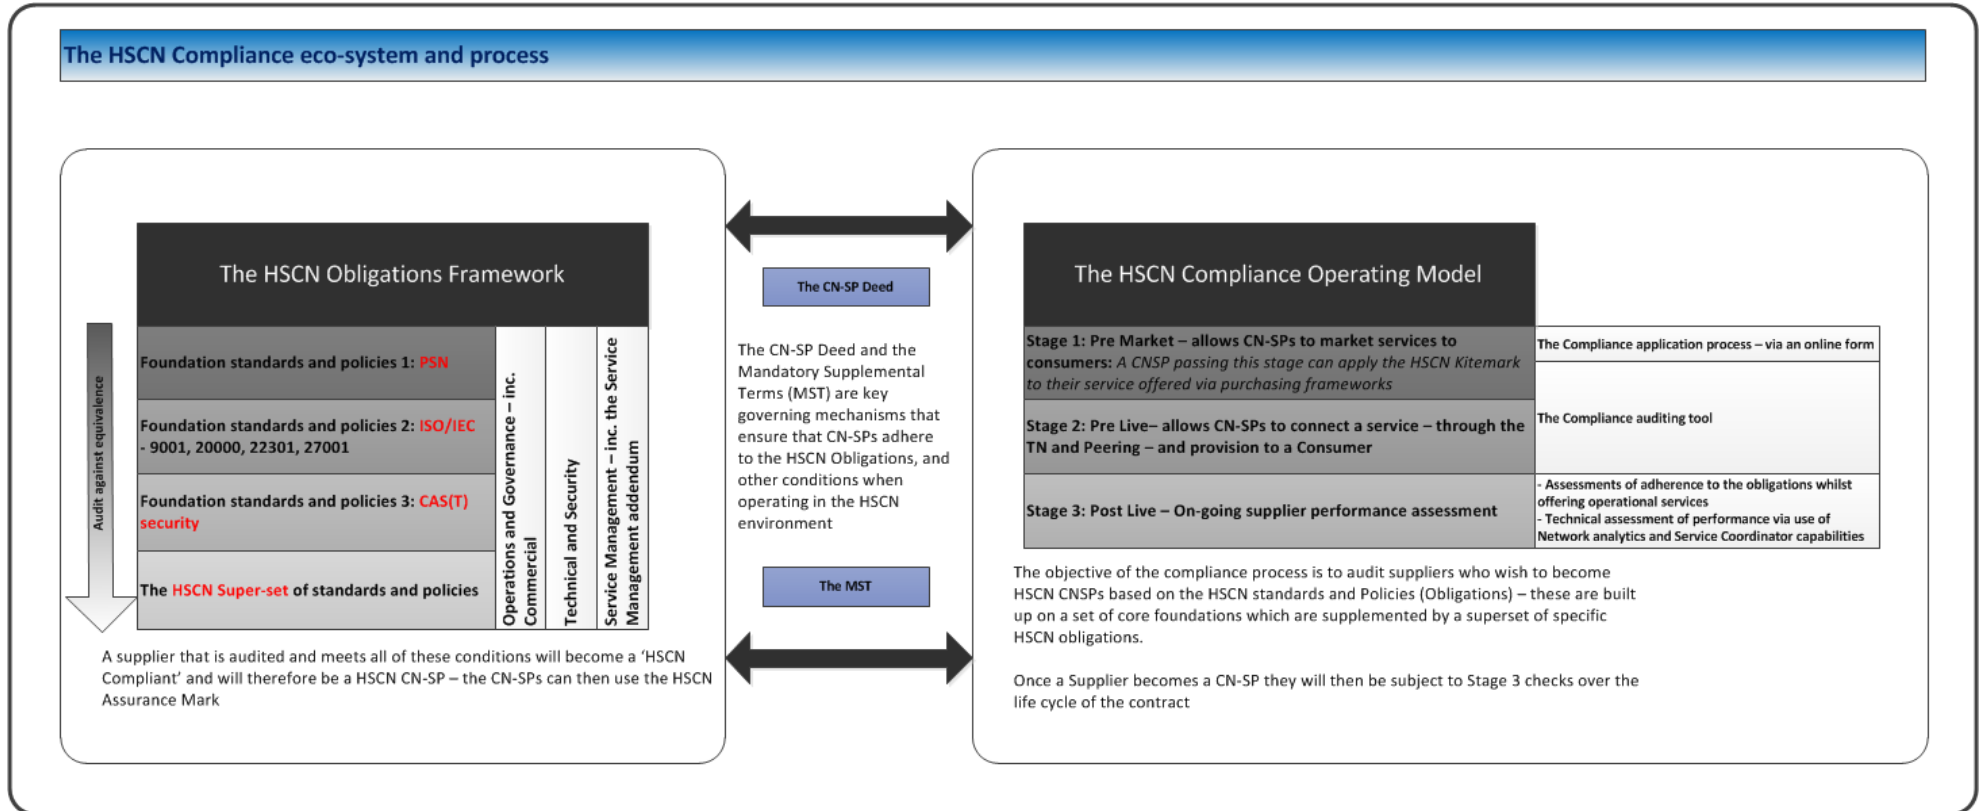 The HSCN Compliance eco-system and process
The HSCN Obligations Framework
Audit against equivalence
Foundation standards and policies 1: PSN
Foundation standards and policies 2: ISO/IEC
- 9001, 20000, 22301, 27001
Foundation standards and policies 3: CAS(T)
security
The HSCN Super-set of standards and policies
Operations and Governance – inc.
Commercial
Technical and Security
Service Management – inc. the Service
Management addendum
A supplier that is audited and meets all of these conditions will become a ‘HSCN
Compliant’ and will therefore be a HSCN CN-SP – the CN-SPs can then use the HSCN
Assurance Mark
The CN-SP Deed
The CN-SP Deed and the
Mandatory Supplemental
Terms (MST) are key
governing mechanisms that
ensure that CN-SPs adhere
to the HSCN Obligations, and
other conditions when
operating in the HSCN
environment
The MST
The HSCN Compliance Operating Model
Stage 1: Pre Market – allows CN-SPs to market services to
consumers: A CNSP passing this stage can apply the HSCN Kitemark
to their service offered via purchasing frameworks
The Compliance application process – via an online form
Stage 2: Pre Live– allows CN-SPs to connect a service – through the
TN and Peering – and provision to a Consumer
The Compliance auditing tool
Stage 3: Post Live – On-going supplier performance assessment
- Assessments of adherence to the obligations whilst
offering operational services
- Technical assessment of performance via use of
Network analytics and Service Coordinator capabilities
The objective of the compliance process is to audit suppliers who wish to become
HSCN CNSPs based on the HSCN standards and Policies (Obligations) – these are built
up on a set of core foundations which are supplemented by a superset of specific
HSCN obligations.
Once a Supplier becomes a CN-SP they will then be subject to Stage 3 checks over the
life cycle of the contract